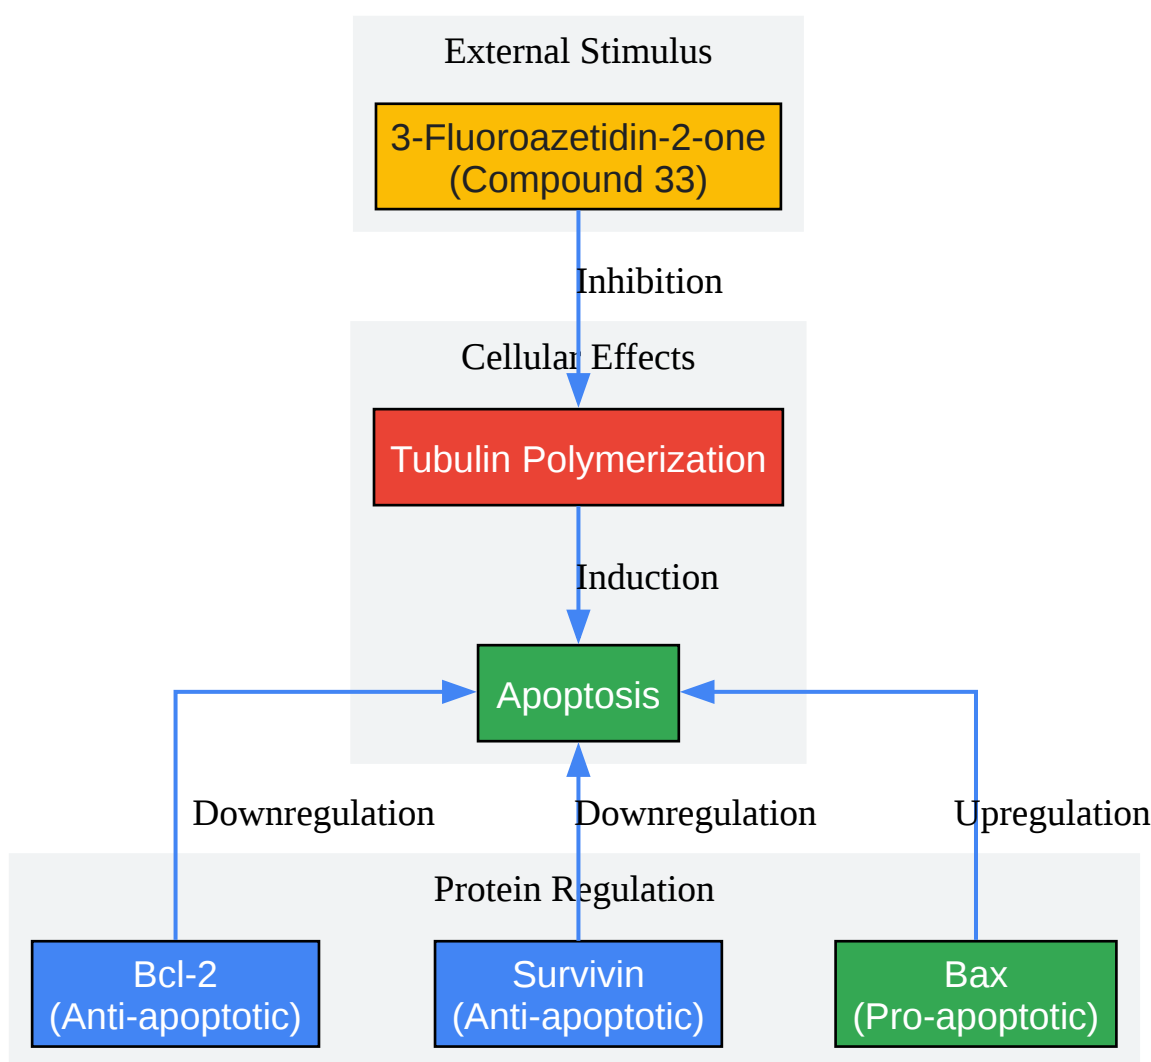 External Stimulus
3-Fluoroazetidin-2-one
(Compound 33)
Inhibition
Cellular Effects
Tubulin Polymerization
Induction
Apoptosis
Downregulation
Downregulation
Upregulation
Protein Regulation
Bcl-2
(Anti-apoptotic)
Survivin
(Anti-apoptotic)
Bax
(Pro-apoptotic)